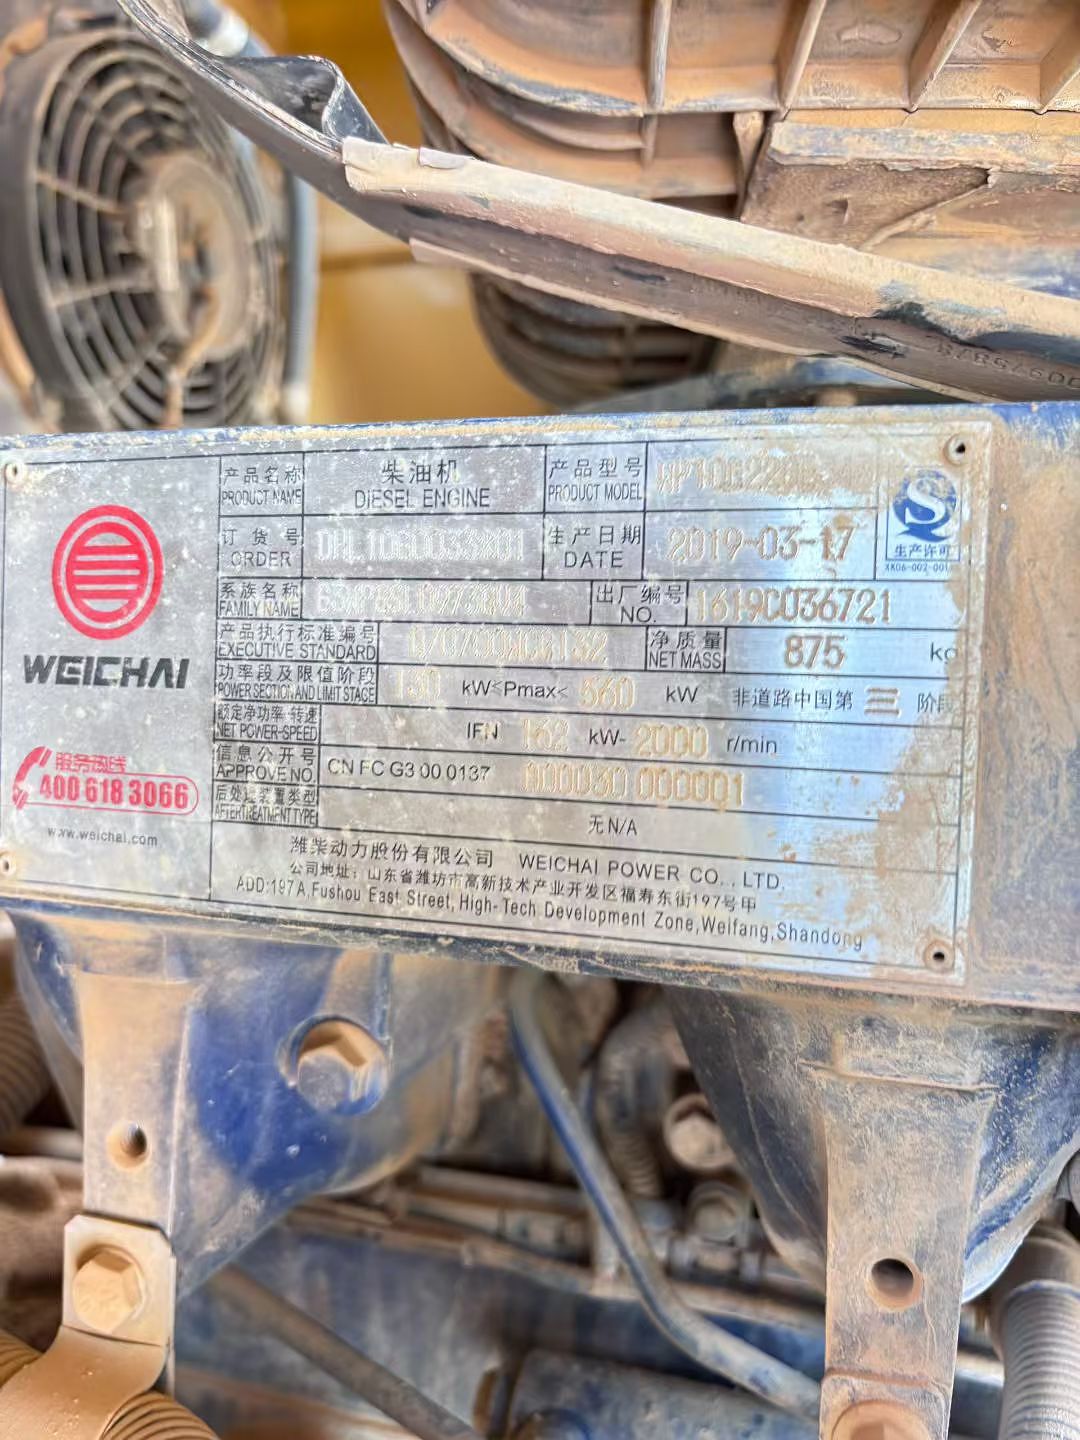 产品名称 柴油机 产品型号
PRODUCT NAME DIESEL ENGINE PRODUCT MODEL
订货号 生产日期 2019-03-17
ORDER DATE
生产许可
系族名称 出厂编号 1619C036721
FAMILY NAME NO.
产品执行标准编号 净质量 875 kg
EXECUTIVE STANDARD NET MASS
功率段及限值阶段 130 kW≤Pmax< 560 kW 非道路中国第 三 阶段
POWER SECTION AND LIMIT STAGE
额定净功率-转速 162 kW- 2000 r/min
NET POWER-SPEED
信息公开号 CN FC G3 00 0137 000001
APPROVE NO.
后处理装置类型 无N/A
AFTERTREATMENT TYPE
WEICHAI
服务热线
400 618 3066
www.weichai.com
潍柴动力股份有限公司 WEICHAI POWER CO., LTD.
公司地址：山东省潍坊市高新技术产业开发区福寿东街197号甲
ADD:197A,Fushou East Street,High-Tech Development Zone,Weifang,Shandong